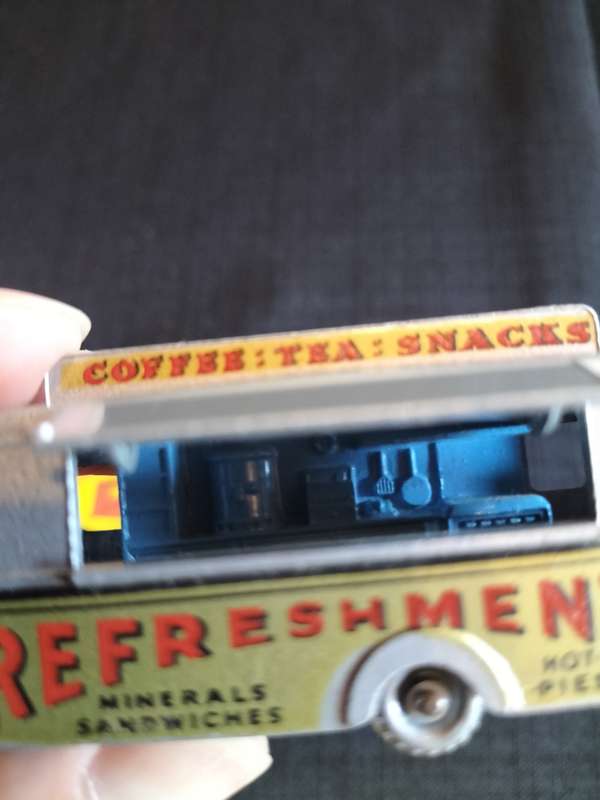 COFFEE : TEA : SNACKS
REFRESHMEN
MINERALS
SANDWICHES
HOT
PIES